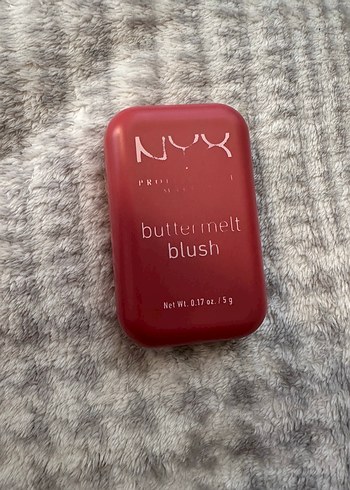 NYX
buttermelt
blush
Net Wt. 0.17 oz. / 5 g